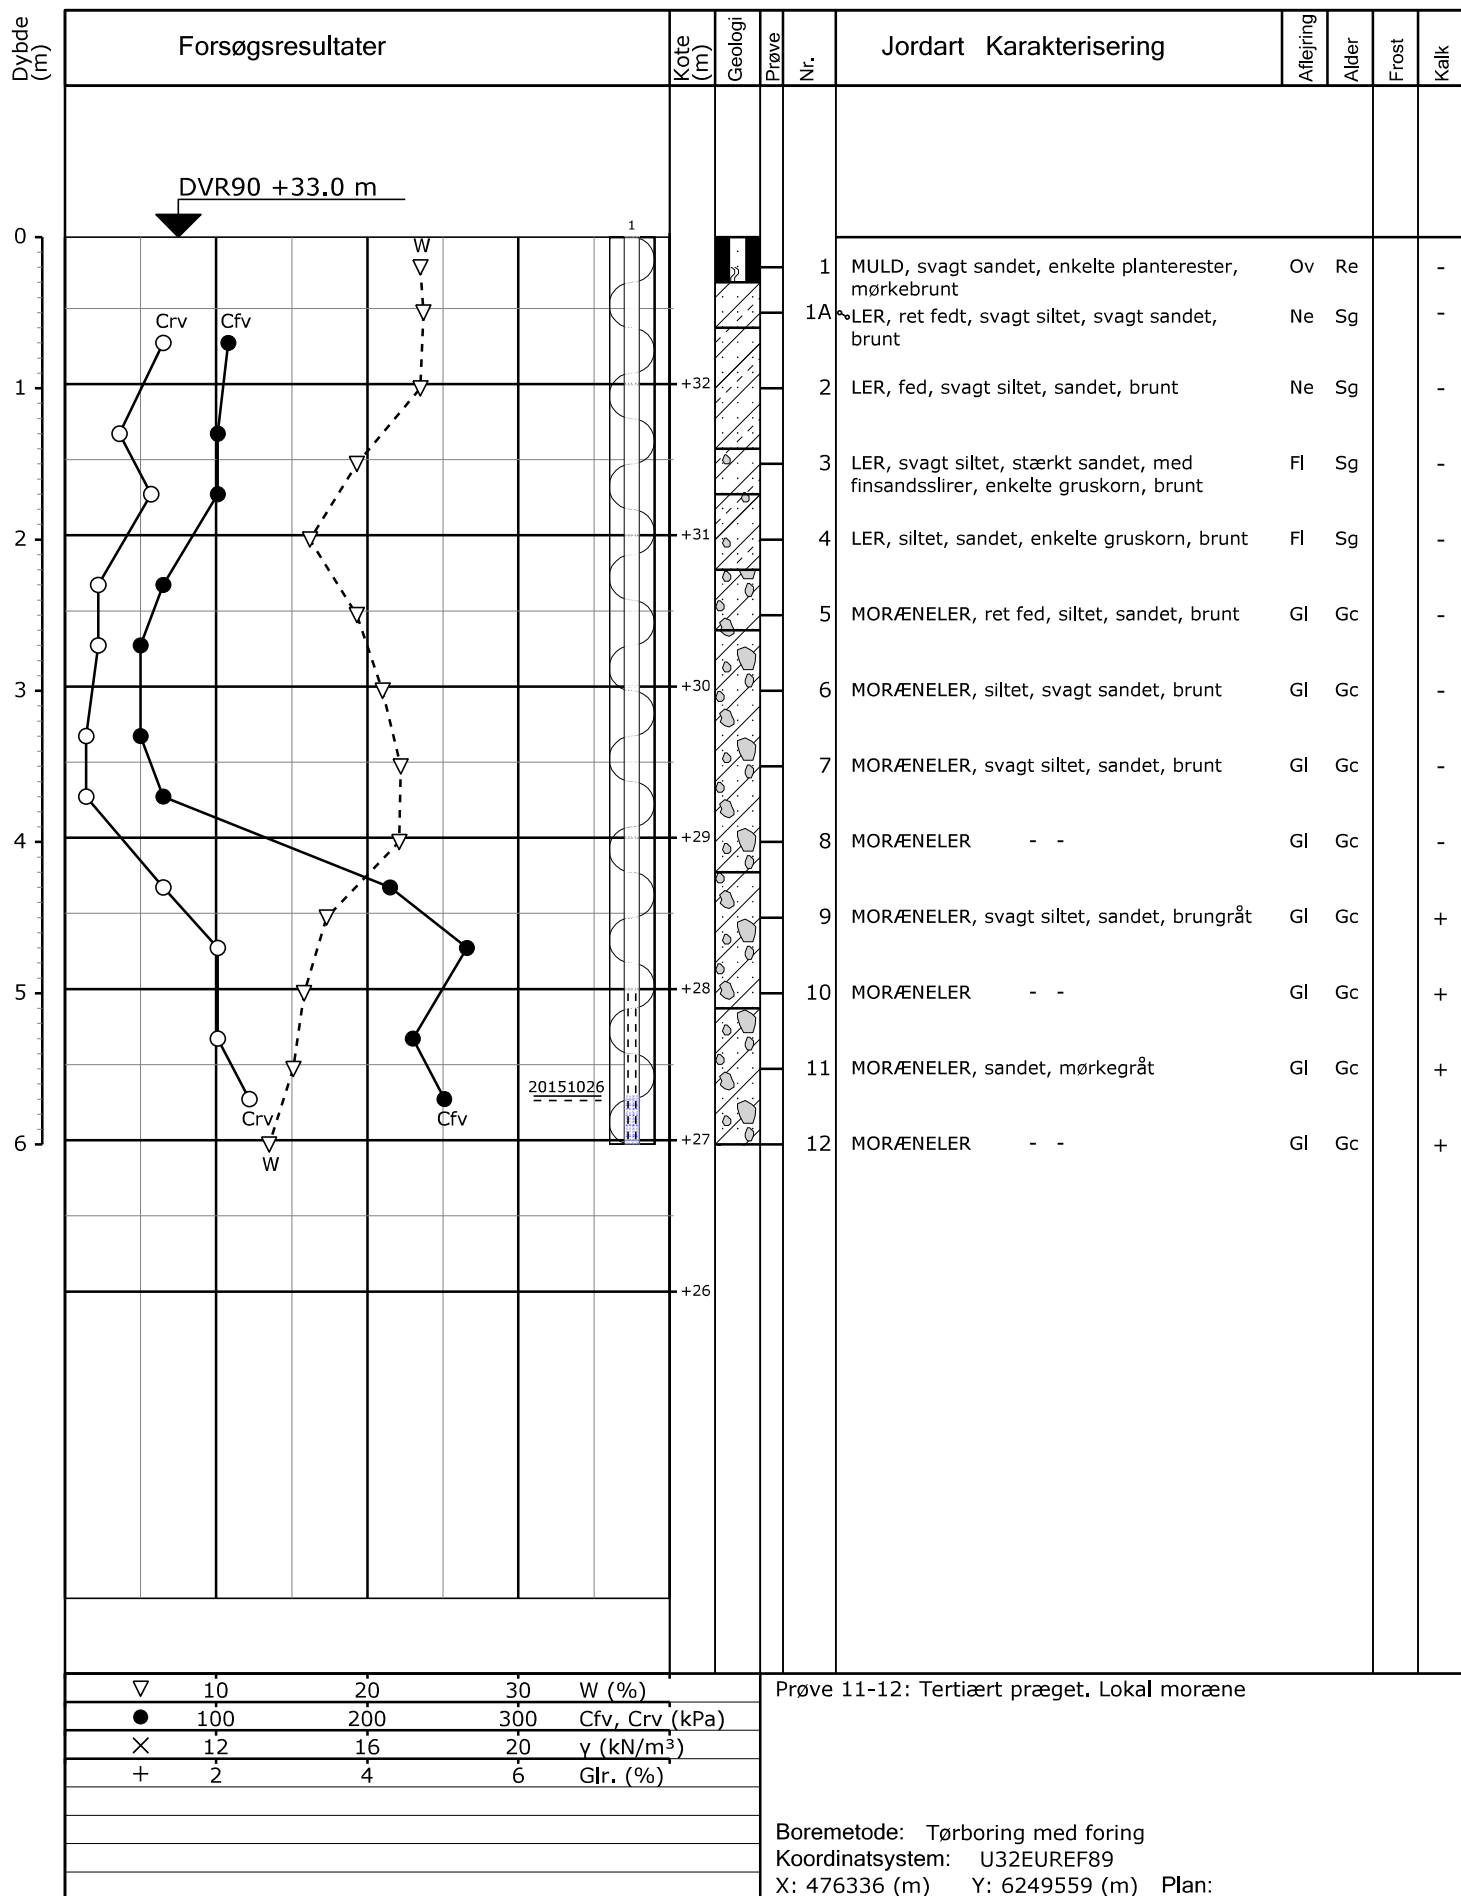 Dybde (m)
Forsøgsresultater
Kote (m)
Geologi
Prøve
Nr.
Jordart Karakterisering
Aflejring
Alder
Frost
Kalk
DVR90 +33.0 m
0
1
2
3
4
5
6
W
1
Crv
Cfv
+32
+31
+30
+29
+28
+27
+26
20151026
Crv
Cfv
W
1 MULD, svagt sandet, enkelte planterester, Ov Re -
mørkebrunt
1A LER, ret fedt, svagt siltet, svagt sandet, Ne Sg -
brunt
2 LER, fed, svagt siltet, sandet, brunt Ne Sg -
3 LER, svagt siltet, stærkt sandet, med Fl Sg -
finsandsslirer, enkelte gruskorn, brunt
4 LER, siltet, sandet, enkelte gruskorn, brunt Fl Sg -
5 MORÆNELER, ret fed, siltet, sandet, brunt Gl Gc -
6 MORÆNELER, siltet, svagt sandet, brunt Gl Gc -
7 MORÆNELER, svagt siltet, sandet, brunt Gl Gc -
8 MORÆNELER - - Gl Gc -
9 MORÆNELER, svagt siltet, sandet, brungråt Gl Gc +
10 MORÆNELER - - Gl Gc +
11 MORÆNELER, sandet, mørkegråt Gl Gc +
12 MORÆNELER - - Gl Gc +
10 20 30 W (%)
100 200 300 Cfv, Crv (kPa)
12 16 20 γ (kN/m³)
2 4 6 Glr. (%)
Prøve 11-12: Tertiært præget. Lokal moræne
Boremetode: Tørboring med foring
Koordinatsystem: U32EUREF89
X: 476336 (m) Y: 6249559 (m) Plan: